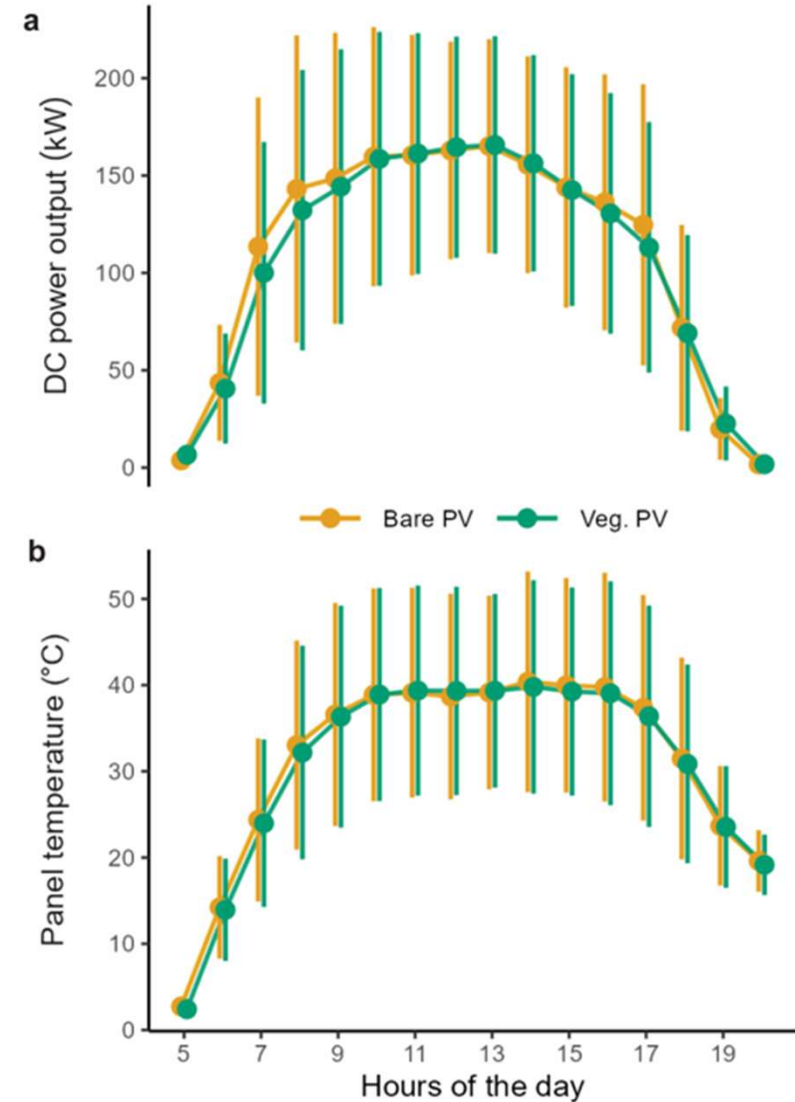 a
DC power output (kW)
200
150
100
50
0
Bare PV Veg. PV
b
Panel temperature (°C)
50
40
30
20
10
0
5 7 9 11 13 15 17 19
Hours of the day